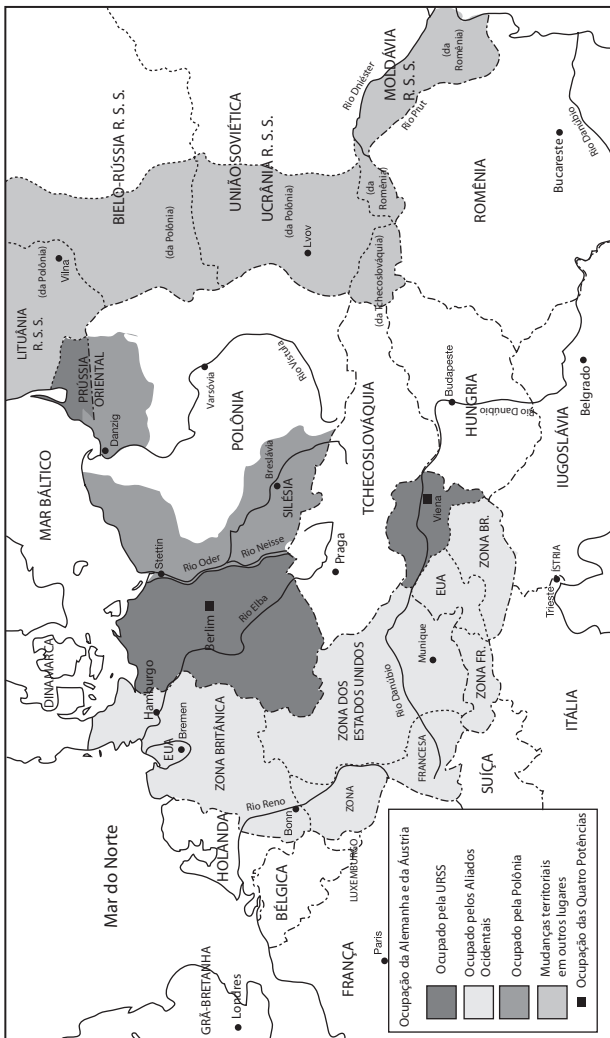 Mar do Norte
DINAMARCA
MAR BÁLTICO
LITUÂNIA
R. S. S.
(da Polônia)
Vilna
BIELO-RÚSSIA R. S. S.
GRÃ-BRETANHA
Londres
HOLANDA
Hamburgo
EUA
Bremen
ZONA BRITÂNICA
Stettin
Danzig
PRÚSSIA
ORIENTAL
(da Polônia)
UNIÃO SOVIÉTICA
UCRÂNIA R. S. S.
(da Polônia)
Lvov
Berlim
Rio Oder
Rio Neisse
Rio Elba
POLÔNIA
Varsóvia
Rio Vístula
Breslávia
SILÉSIA
BÉLGICA
Rio Reno
Bonn
LUXEMBURGO
ZONA
FRANCESA
ZONA DOS
ESTADOS UNIDOS
Praga
TCHECOSLOVÁQUIA
(da Tchecoslováquia)
(da
Romênia)
Rio Dniéster
MOLDÁVIA
R. S. S.
(da
Romênia)
Rio Prut
FRANÇA
Paris
Rio Danúbio
Munique
EUA
Viena
ZONA FR.
ZONA BR.
SUÍÇA
ITÁLIA
Trieste
ÍSTRIA
Budapeste
HUNGRIA
Rio Danúbio
IUGOSLÁVIA
Belgrado
ROMÊNIA
Bucareste
Rio Danúbio
Ocupação da Alemanha e da Áustria
Ocupado pela URSS
Ocupado pelos Aliados
Ocidentais
Ocupado pela Polônia
Mudanças territoriais
em outros lugares
Ocupação das Quatro Potências